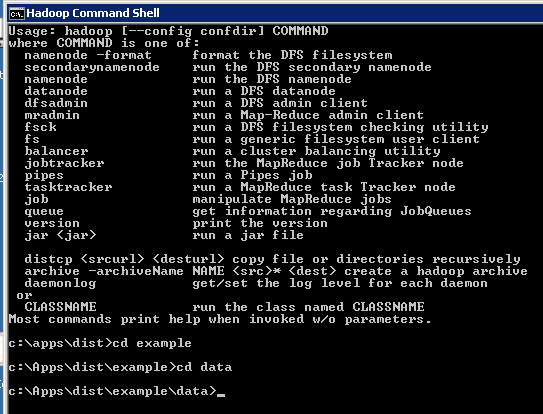 Hadoop Command Shell
Usage: hadoop [--config confdir] COMMAND
where COMMAND is one of:
namenode -format format the DFS filesystem
secondarynamenode run the DFS secondary namenode
namenode run the DFS namenode
datanode run a DFS datanode
dfsadmin run a DFS admin client
mradmin run a Map-Reduce admin client
fsck run a DFS filesystem checking utility
fs run a generic filesystem user client
balancer run a cluster balancing utility
jobtracker run the MapReduce job Tracker node
pipes run a Pipes job
tasktracker run a MapReduce task Tracker node
job manipulate MapReduce jobs
queue get information regarding JobQueues
version print the version
jar <jar> run a jar file
distcp <srcurl> <desturl> copy file or directories recursively
archive -archiveName NAME <src>* <dest> create a hadoop archive
daemonlog get/set the log level for each daemon
or
CLASSNAME run the class named CLASSNAME
Most commands print help when invoked w/o parameters.
c:\apps\dist>cd example
c:\Apps\dist\example>cd data
c:\Apps\dist\example\data>_